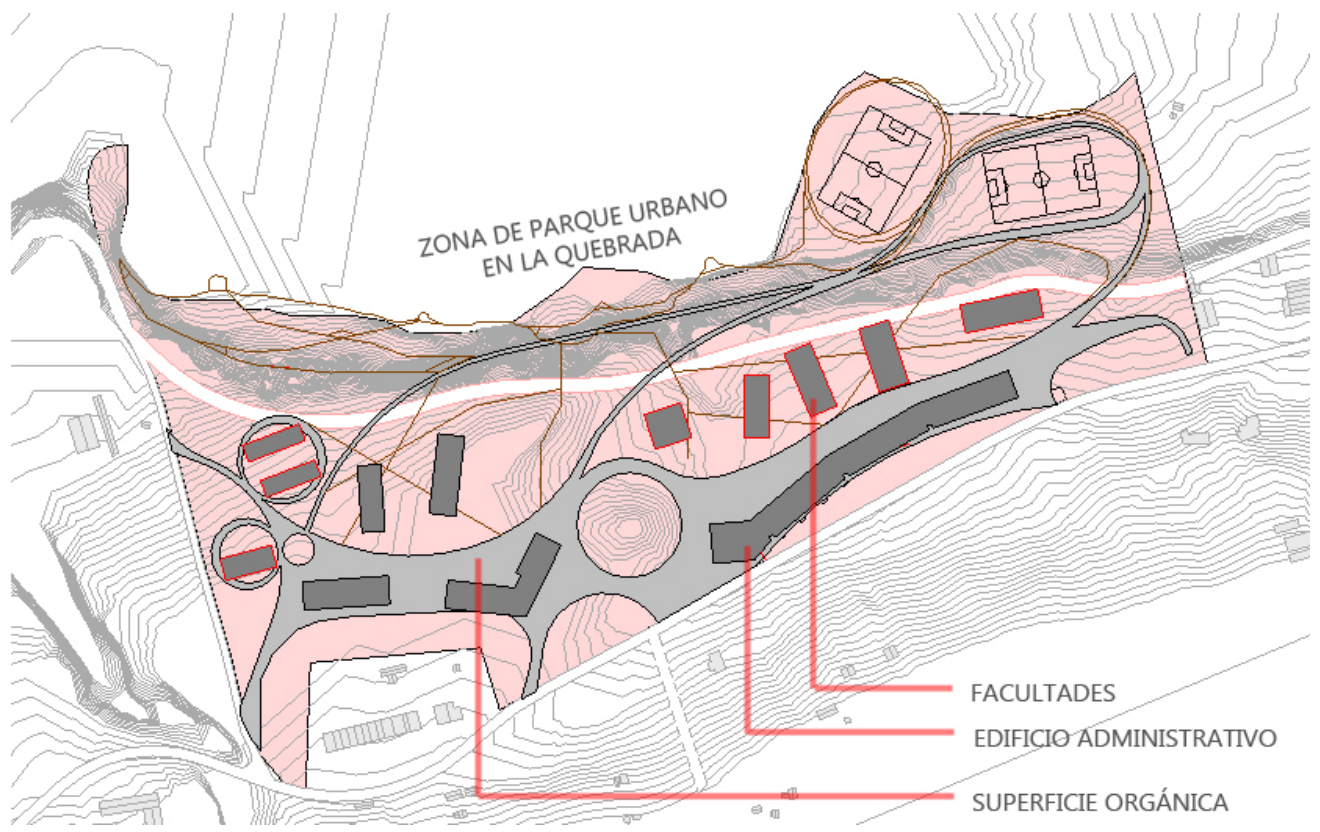 ZONA DE PARQUE URBANO
EN LA QUEBRADA
FACULTADES
EDIFICIO ADMINISTRATIVO
SUPERFICIE ORGÁNICA